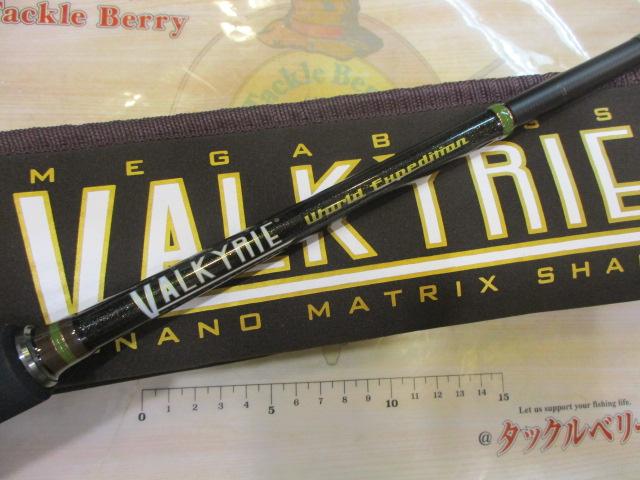 Tackle Berry
Tackle Berry
MEGABASS
VALKYRIE
NANO MATRIX SHA
VALKYRIE
World Expedition
0 1 2 3 4 5 6 7 8 9 10 11 12 13 14 15
Let us support your fishing life.
@タックルベリー